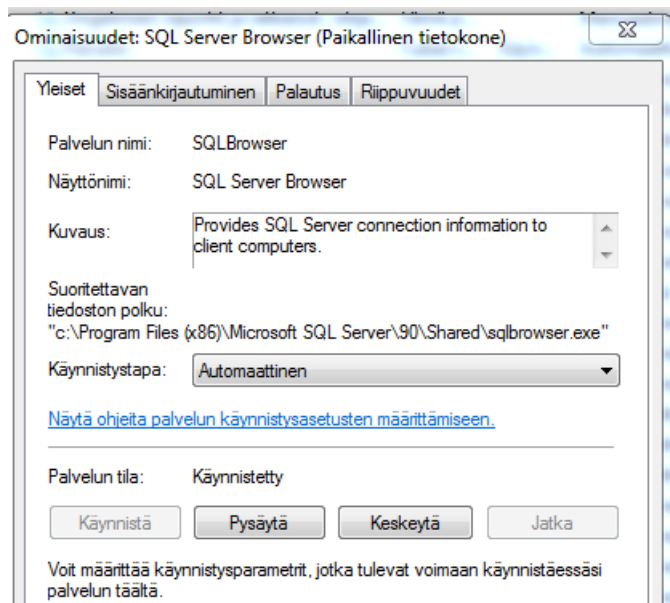 Ominaisuudet: SQL Server Browser (Paikallinen tietokone)
Yleiset Sisäänkirjautuminen Palautus Riippuvuudet
Palvelun nimi: SQLBrowser
Näyttönimi: SQL Server Browser
Kuvaus: Provides SQL Server connection information to
client computers.
Suoritettavan
tiedoston polku:
"c:\Program Files (x86)\Microsoft SQL Server\90\Shared\sqlbrowser.exe"
Käynnistystapa: Automaattinen
Näytä ohjeita palvelun käynnistysasetusten määrittämiseen.
Palvelun tila: Käynnistetty
Käynnistä Pysäytä Keskeytä Jatka
Voit määrittää käynnistysparametrit, jotka tulevat voimaan käynnistäessäsi
palvelun täältä.